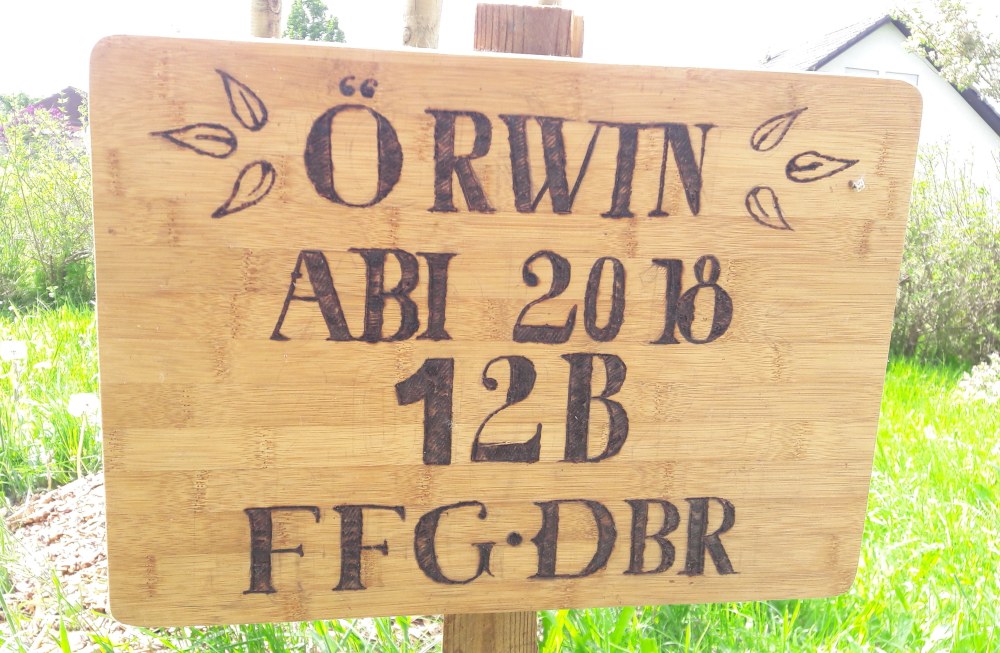 ÖRWIN
ABI 2018
12B
FFG·DBR